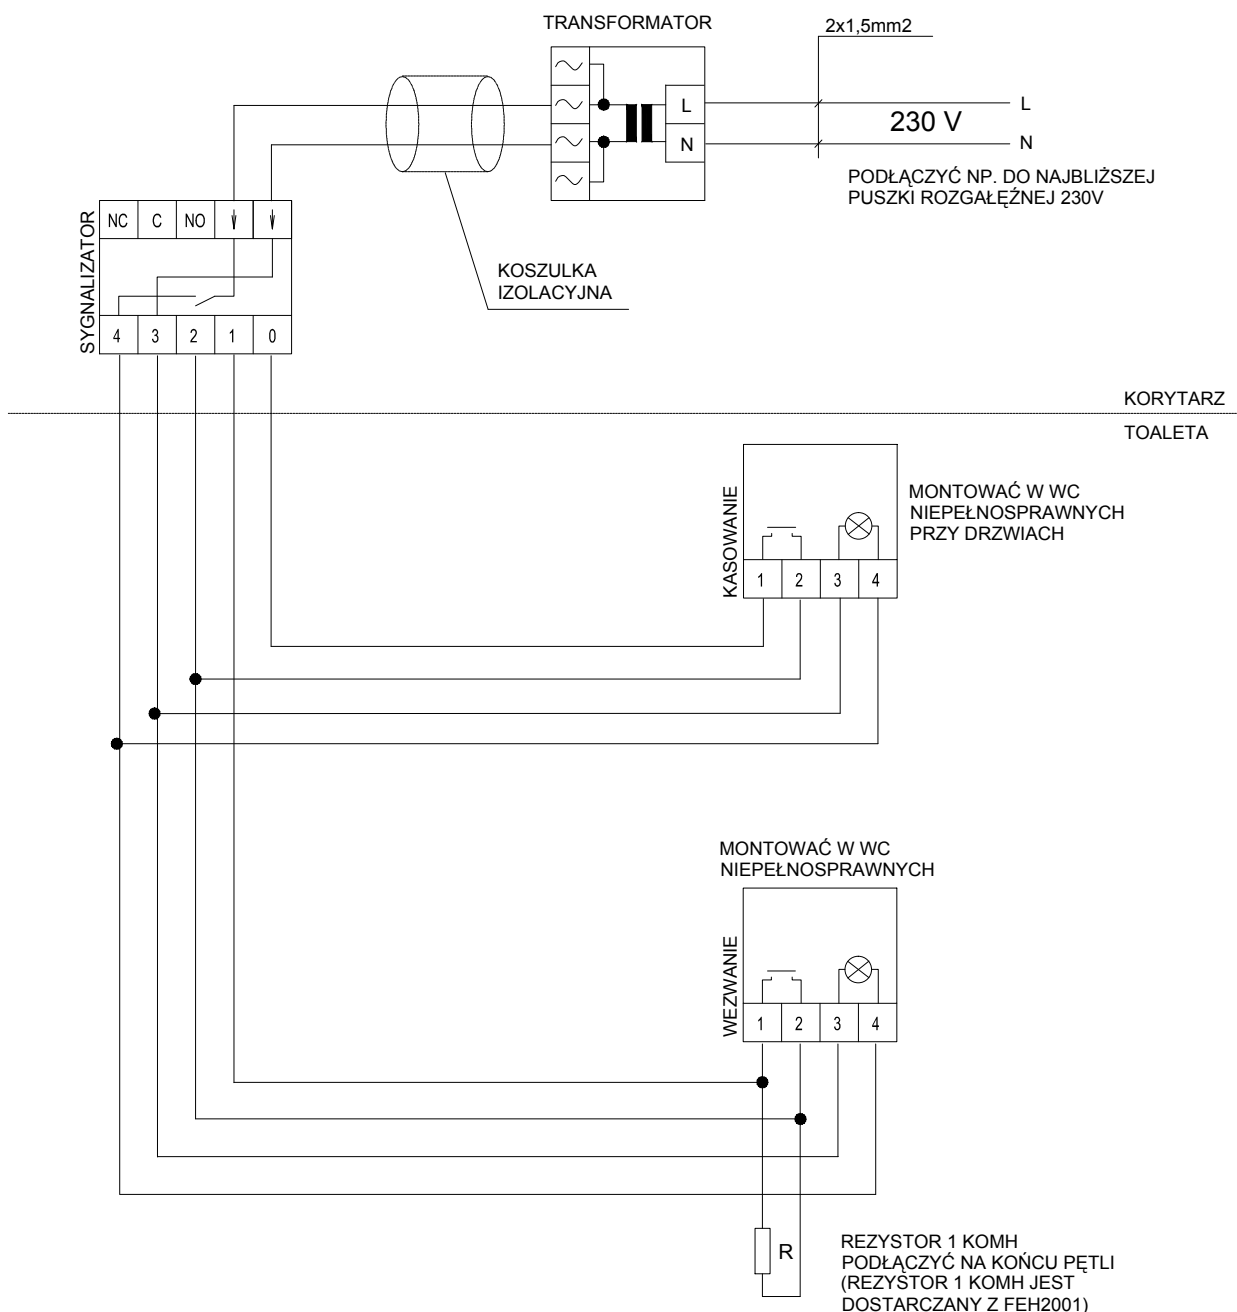 TRANSFORMATOR
2x1,5mm2
L
L
230 V
N
N
PODŁĄCZYĆ NP. DO NAJBLIŻSZEJ
PUSZKI ROZGAŁĘŹNEJ 230V
SYGNALIZATOR
NC C NO
KOSZULKA
IZOLACYJNA
4 3 2 1 0
KORYTARZ
TOALETA
KASOWANIE
MONTOWAĆ W WC
NIEPEŁNOSPRAWNYCH
PRZY DRZWIACH
1 2 3 4
MONTOWAĆ W WC
NIEPEŁNOSPRAWNYCH
WEZWANIE
1 2 3 4
R
REZYSTOR 1 KOMH
PODŁĄCZYĆ NA KOŃCU PĘTLI
(REZYSTOR 1 KOMH JEST
DOSTARCZANY Z FEH2001)